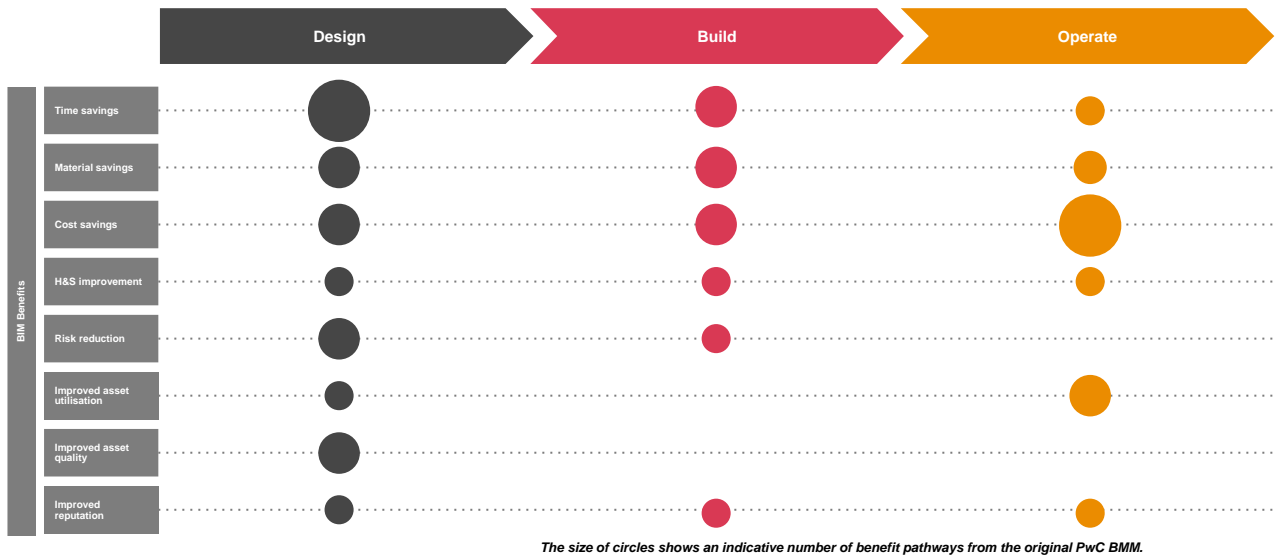 Design
Build
Operate
BIM Benefits
Time savings
Material savings
Cost savings
H&S improvement
Risk reduction
Improved asset
utilisation
Improved asset
quality
Improved
reputation
The size of circles shows an indicative number of benefit pathways from the original PwC BMM.